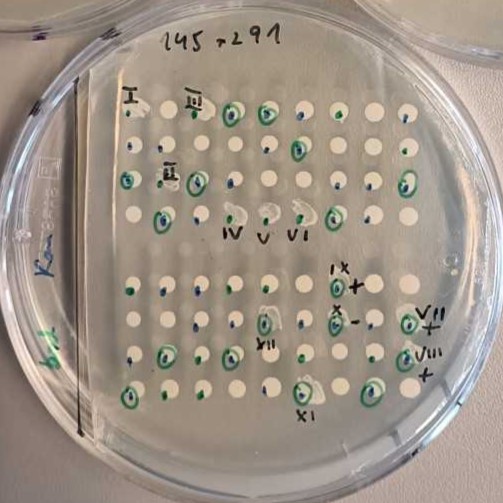 145 × 291
I III
II
IV V VI
IX +
X - VII +
XII
VIII +
XI
Kan